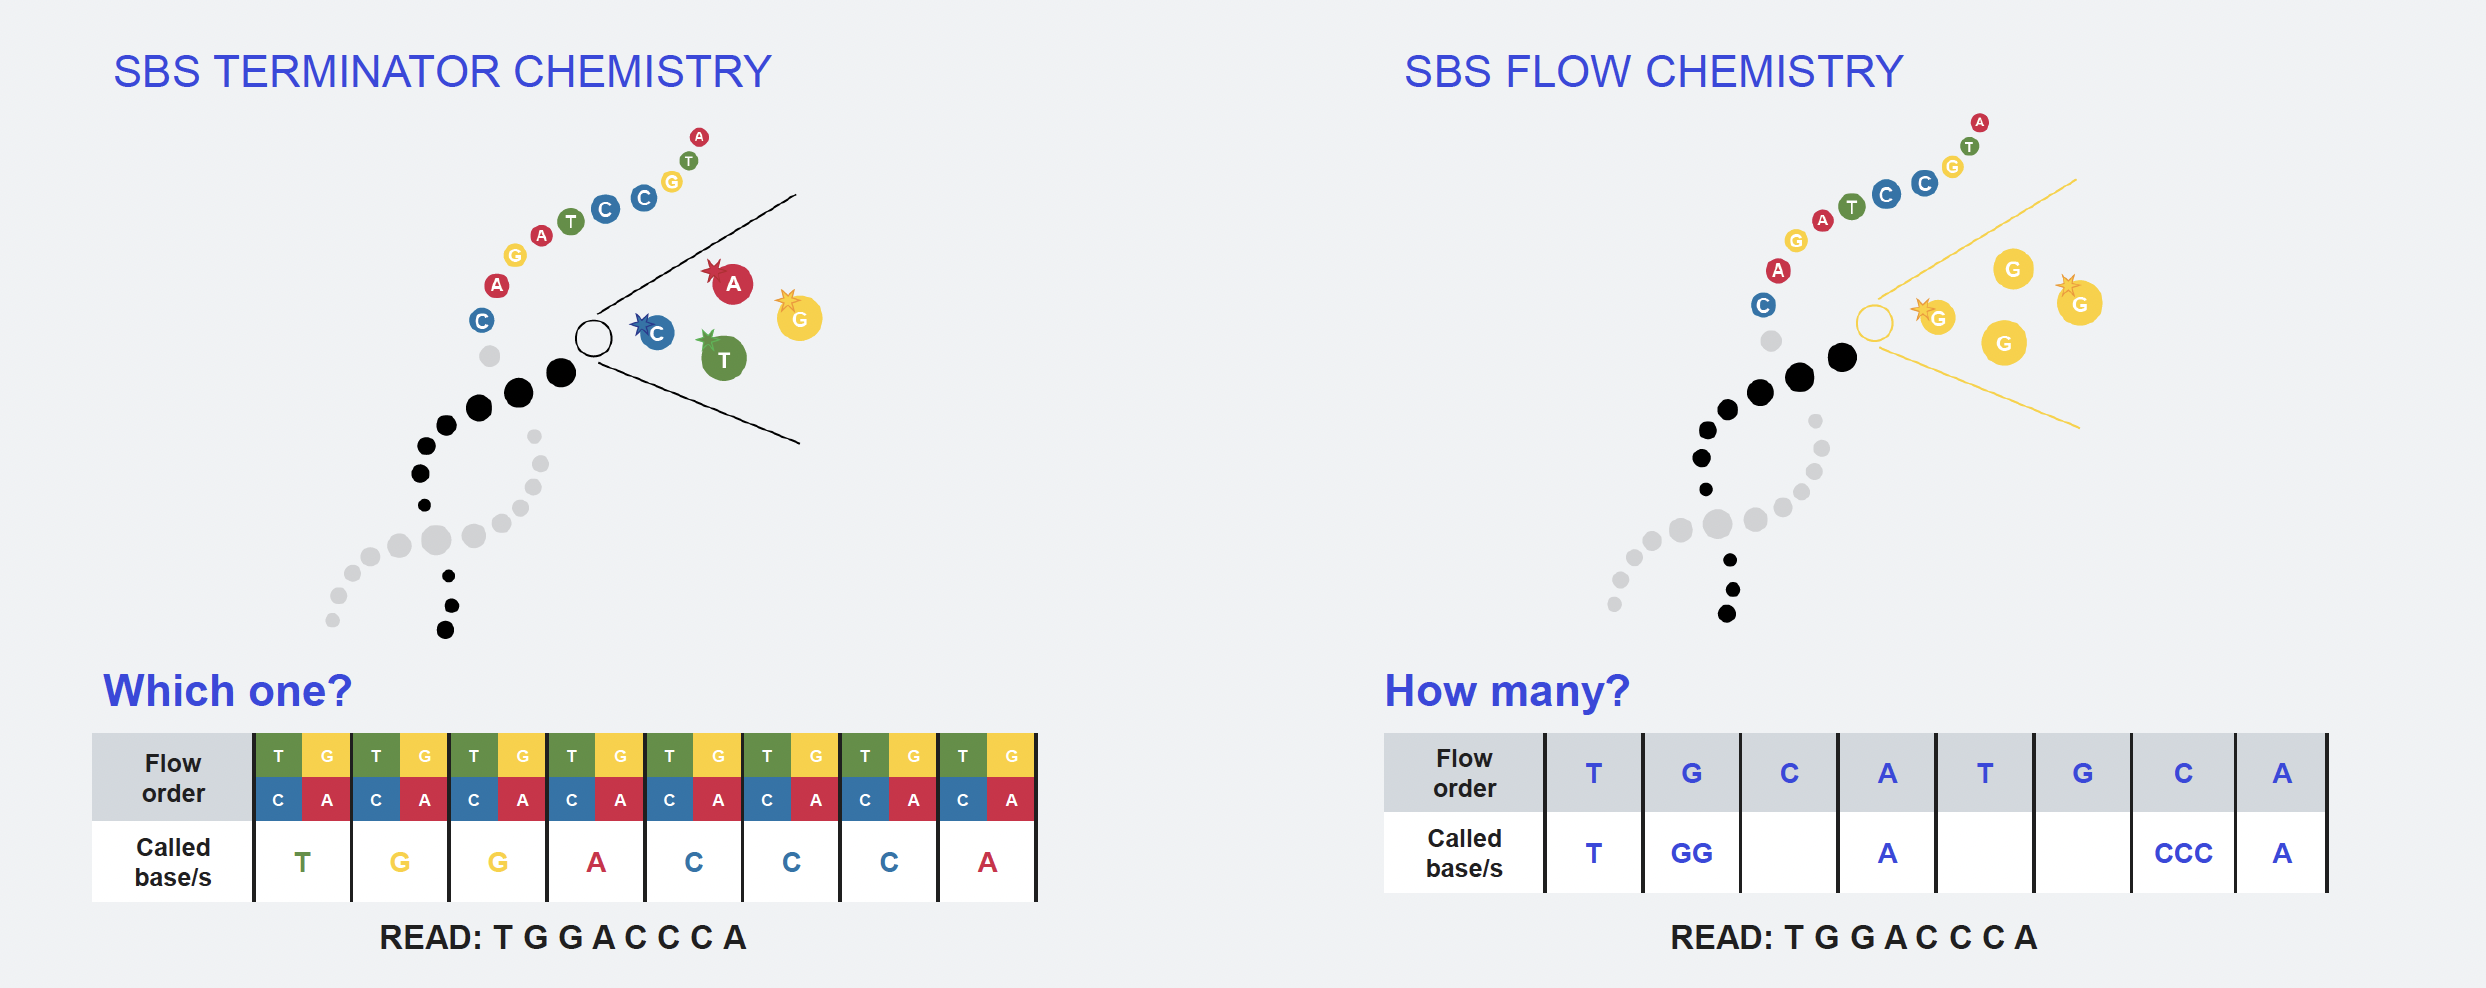 SBS TERMINATOR CHEMISTRY
A
T
G
C
C
T
A
G
A
C
A
G
C
T
Which one?
Flow order
T G T G T G T G T G T G T G T G
C A C A C A C A C A C A C A C A
Called base/s
T G G A C C C A
READ: T G G A C C C A
SBS FLOW CHEMISTRY
A
T
G
C
C
T
A
G
A
C
G
G
G
G
How many?
Flow order
T G C A T G C A
Called base/s
T GG A CCC A
READ: T G G A C C C A